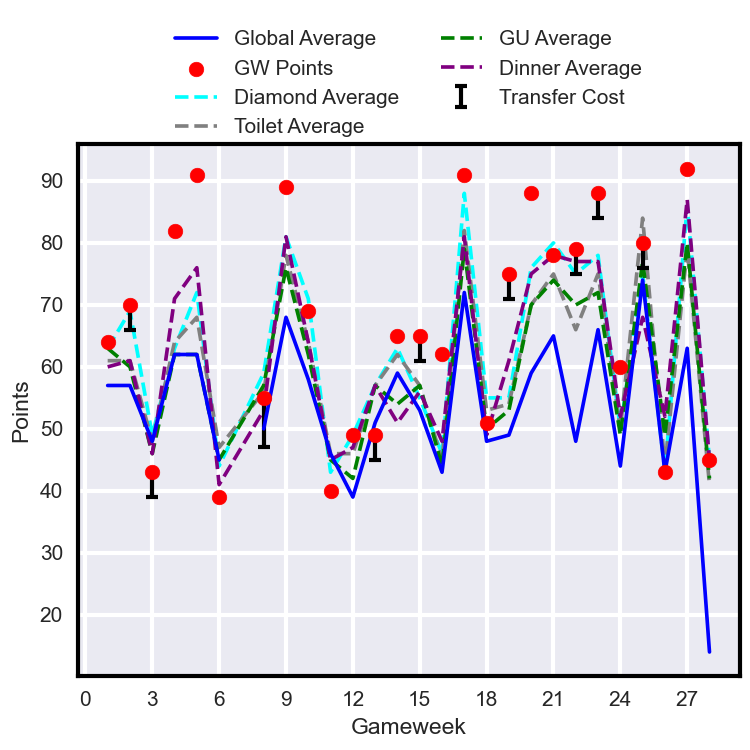 Global Average
GW Points
Diamond Average
Toilet Average
GU Average
Dinner Average
Transfer Cost
Points
90
80
70
60
50
40
30
20
0 3 6 9 12 15 18 21 24 27
Gameweek